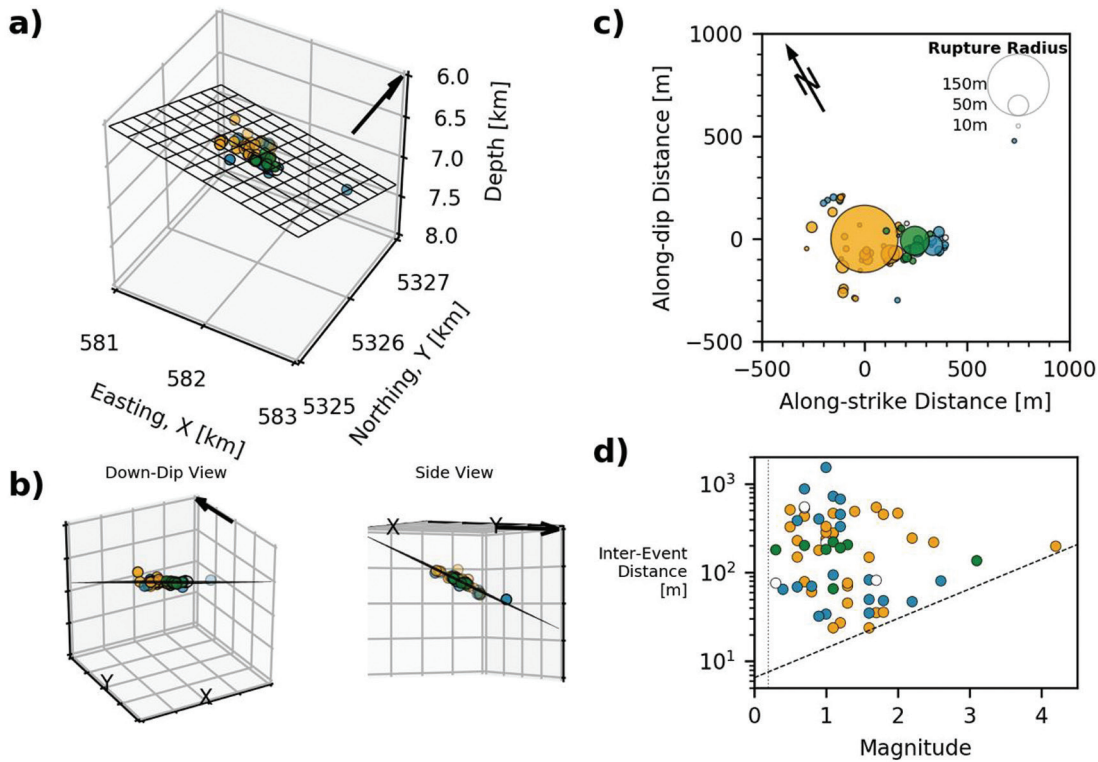 a)
6.0
6.5
7.0
7.5
8.0
Depth [km]
5327
5326
5325
Northing, Y [km]
581
582
583
Easting, X [km]
b)
Down-Dip View
Y
X
Side View
X
Y
c)
1000
500
0
−500
Along-dip Distance [m]
Rupture Radius
150m
50m
10m
−500 0 500 1000
Along-strike Distance [m]
d)
10³
10²
10¹
Inter-Event
Distance
[m]
0 1 2 3 4
Magnitude